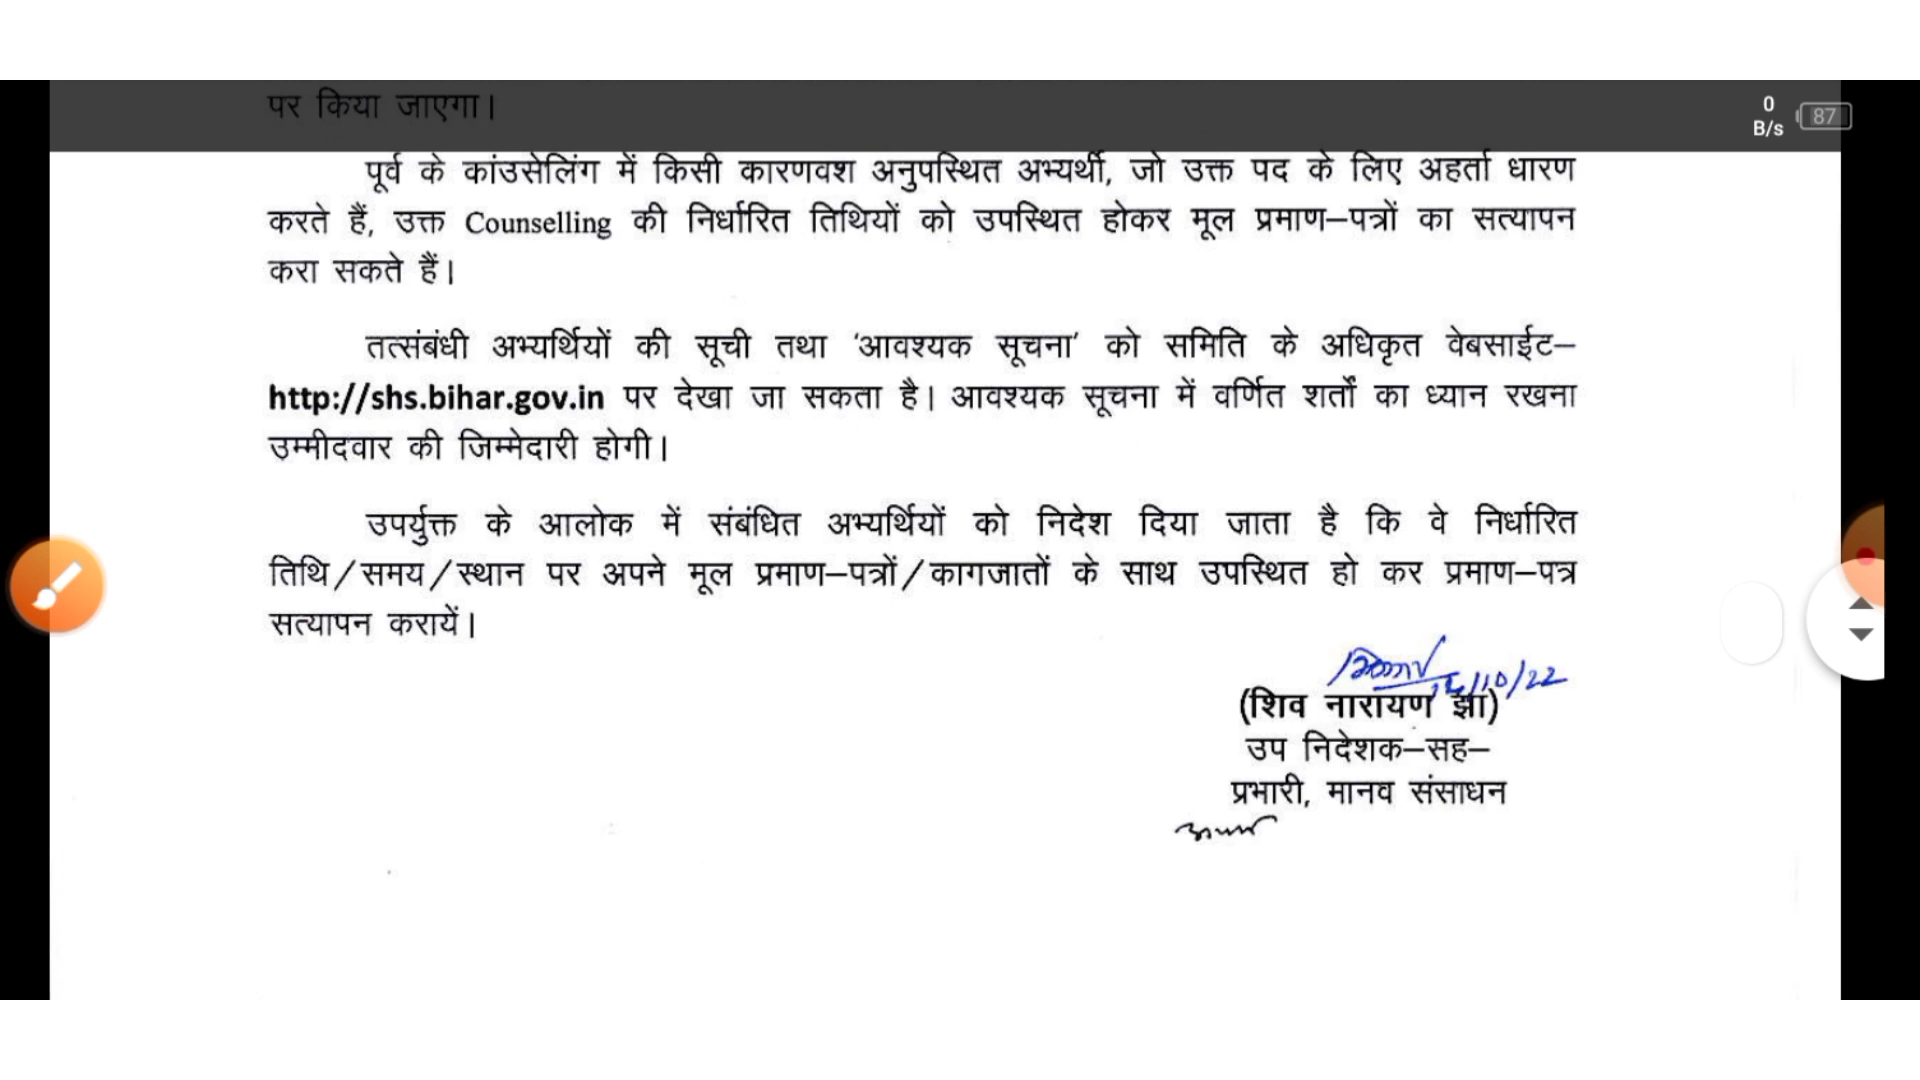 पर किया जाएगा।
0
B/s
87
पूर्व के कांउसेलिंग में किसी कारणवश अनुपस्थित अभ्यर्थी, जो उक्त पद के लिए अहर्ता धारण
करते हैं, उक्त Counselling की निर्धारित तिथियों को उपस्थित होकर मूल प्रमाण–पत्रों का सत्यापन
करा सकते हैं।
तत्संबंधी अभ्यर्थियों की सूची तथा 'आवश्यक सूचना' को समिति के अधिकृत वेबसाईट–
http://shs.bihar.gov.in पर देखा जा सकता है। आवश्यक सूचना में वर्णित शर्तों का ध्यान रखना
उम्मीदवार की जिम्मेदारी होगी।
उपर्युक्त के आलोक में संबंधित अभ्यर्थियों को निदेश दिया जाता है कि वे निर्धारित
तिथि/समय/स्थान पर अपने मूल प्रमाण–पत्रों/कागजातों के साथ उपस्थित हो कर प्रमाण–पत्र
सत्यापन करायें।
/10/22
(शिव नारायण झा)
उप निदेशक–सह–
प्रभारी, मानव संसाधन